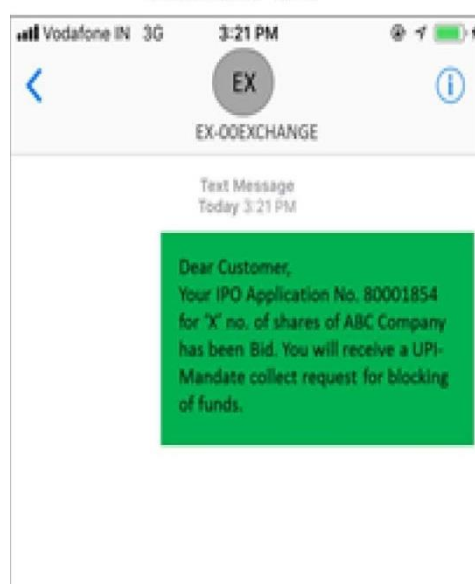 Vodafone IN 3G 3:21 PM
EX
EX-OOEXCHANGE
Text Message
Today 3:21 PM
Dear Customer,
Your IPO Application No. 80001854
for 'X' no. of shares of ABC Company
has been Bid. You will receive a UPI-
Mandate collect request for blocking
of funds.